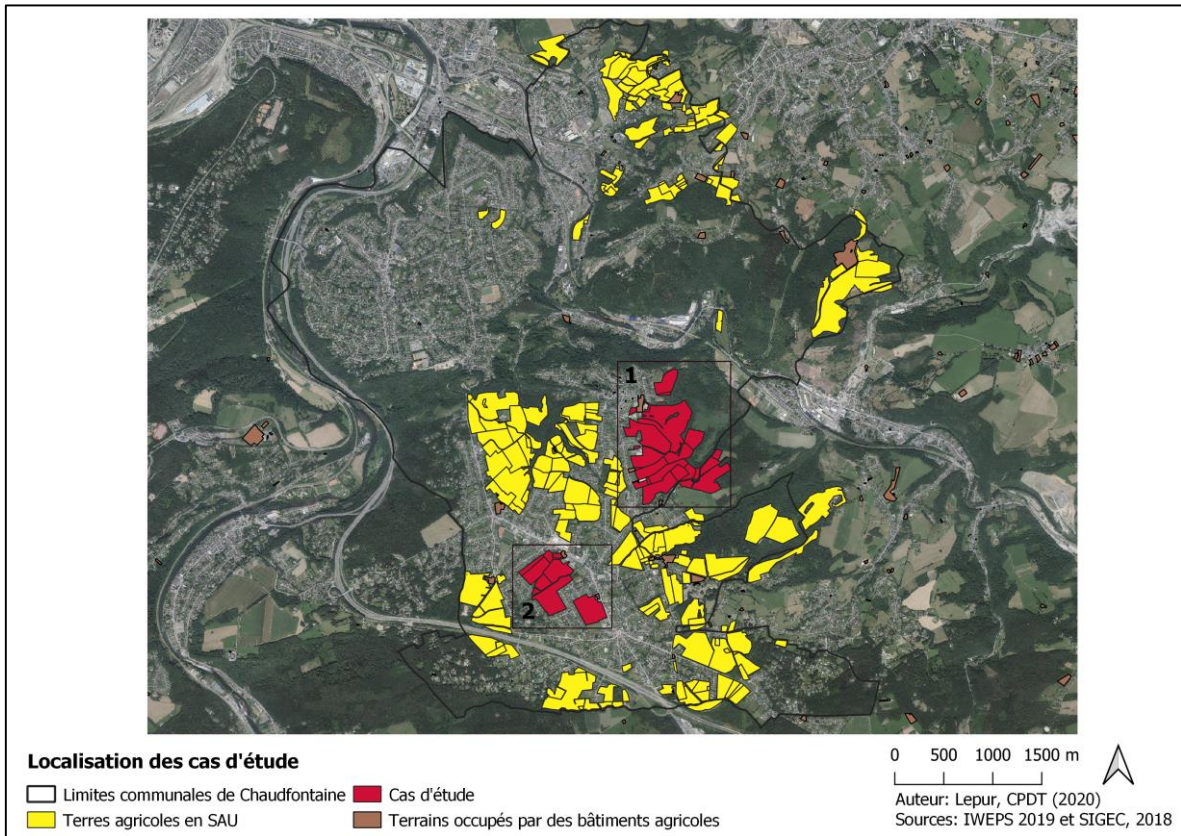 1
2
Localisation des cas d'étude
Limites communales de Chaudfontaine
Cas d'étude
Terres agricoles en SAU
Terrains occupés par des bâtiments agricoles
0 500 1000 1500 m
Auteur: Lepur, CPDT (2020)
Sources: IWEPS 2019 et SIGEC, 2018